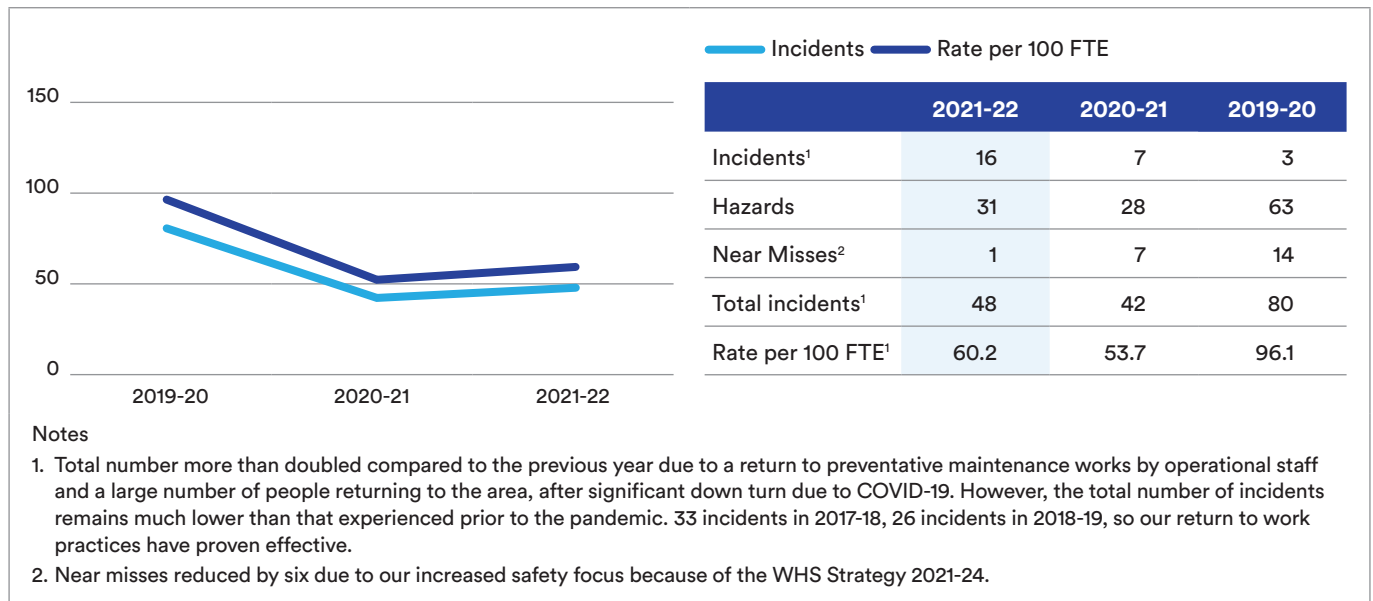 Incidents Rate per 100 FTE
150
100
50
0
2019-20 2020-21 2021-22
2021-22 2020-21 2019-20
Incidents¹ 16 7 3
Hazards 31 28 63
Near Misses² 1 7 14
Total incidents¹ 48 42 80
Rate per 100 FTE¹ 60.2 53.7 96.1
Notes
1. Total number more than doubled compared to the previous year due to a return to preventative maintenance works by operational staff
and a large number of people returning to the area, after significant down turn due to COVID-19. However, the total number of incidents
remains much lower than that experienced prior to the pandemic. 33 incidents in 2017-18, 26 incidents in 2018-19, so our return to work
practices have proven effective.
2. Near misses reduced by six due to our increased safety focus because of the WHS Strategy 2021-24.